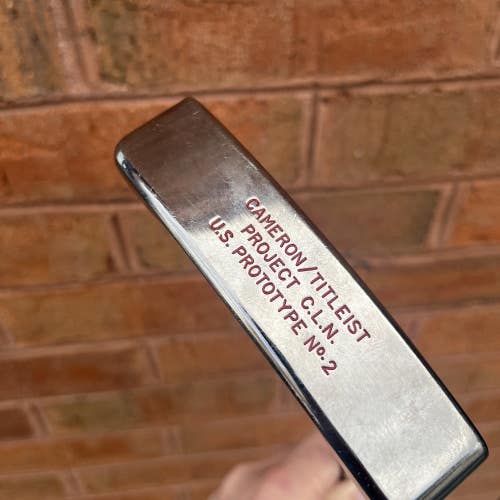 CAMERON/TITLEIST
PROJECT C.L.N.
U.S. PROTOTYPE No. 2